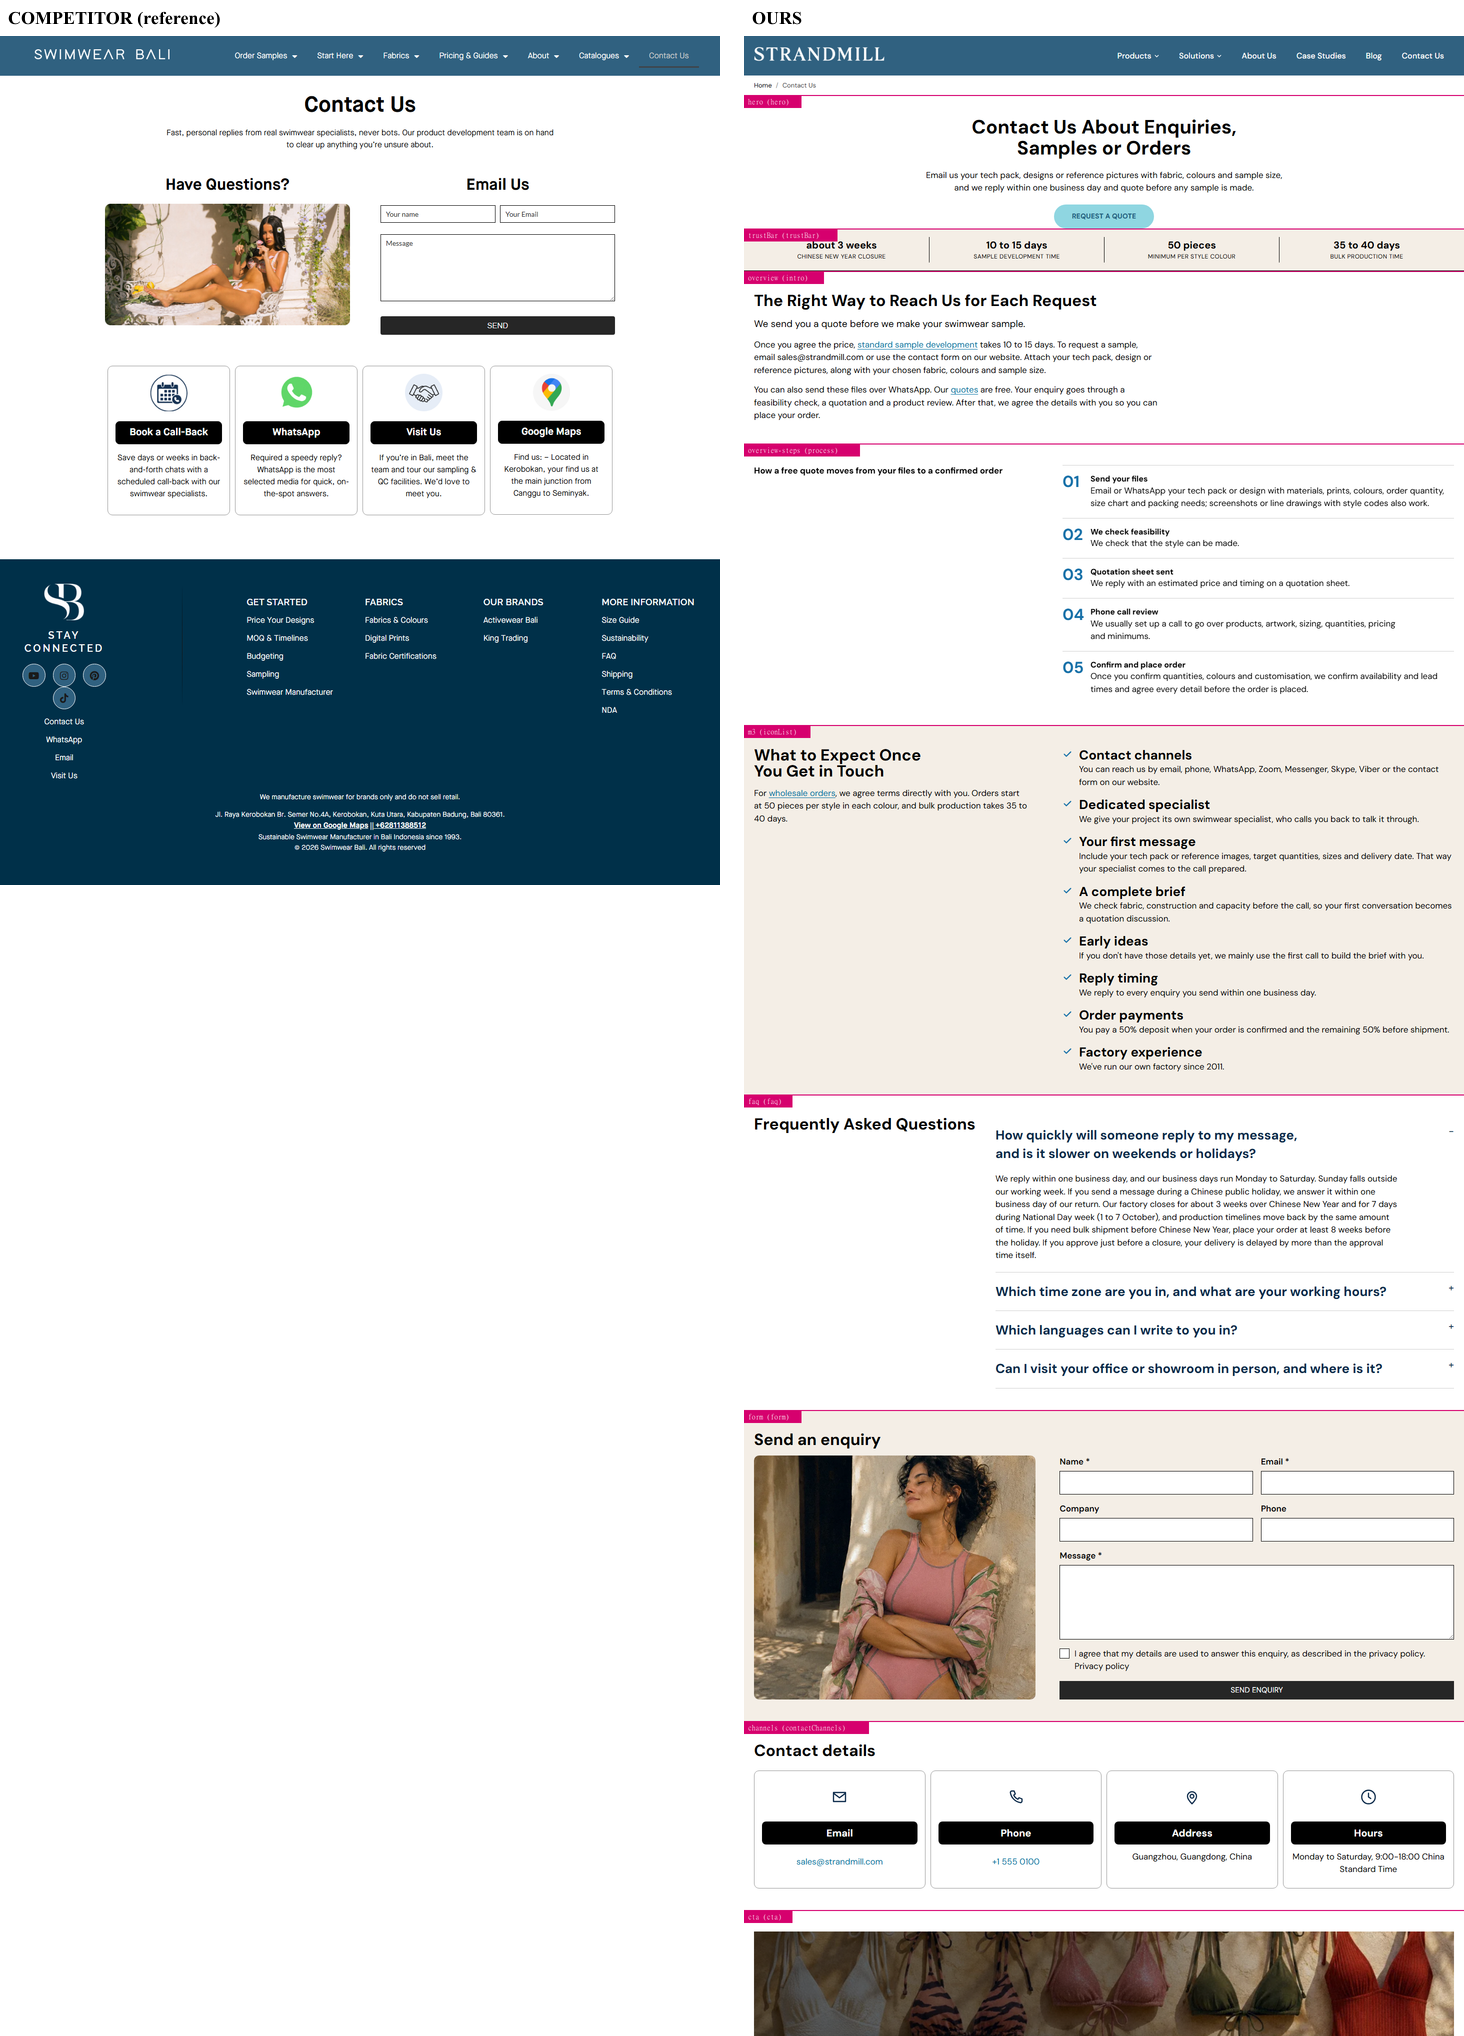 COMPETITOR (reference)
SWIMWEAR BALI
Order Samples
Start Here
Fabrics
Pricing & Guides
About
Catalogues
Contact Us
Contact Us
Fast, personal replies from real swimwear specialists, never bots. Our product development team is on hand
to clear up anything you're unsure about.
Have Questions?
Email Us
Your name
Your Email
Message
SEND
Book a Call-Back
Save days or weeks in back-
and-forth chats with a
scheduled call-back with our
swimwear specialists.
WhatsApp
Required a speedy reply?
WhatsApp is the most
selected media for quick, on-
the-spot answers.
Visit Us
If you're in Bali, meet the
team and tour our sampling &
QC facilities. We'd love to
meet you.
Google Maps
Find us: – Located in
Kerobokan, your find us at
the main junction from
Canggu to Seminyak.
SB
STAY
CONNECTED
Contact Us
WhatsApp
Email
Visit Us
GET STARTED
Price Your Designs
MOQ & Timelines
Budgeting
Sampling
Swimwear Manufacturer
FABRICS
Fabrics & Colours
Digital Prints
Fabric Certifications
OUR BRANDS
Activewear Bali
King Trading
MORE INFORMATION
Size Guide
Sustainability
FAQ
Shipping
Terms & Conditions
NDA
We manufacture swimwear for brands only and do not sell retail.
Jl. Raya Kerobokan Br. Semer No.4A, Kerobokan, Kuta Utara, Kabupaten Badung, Bali 80361.
View on Google Maps || +62811388512
Sustainable Swimwear Manufacturer in Bali Indonesia since 1993.
© 2026 Swimwear Bali. All rights reserved
OURS
STRANDMILL
Products
Solutions
About Us
Case Studies
Blog
Contact Us
Home / Contact Us
hero (hero)
Contact Us About Enquiries,
Samples or Orders
Email us your tech pack, designs or reference pictures with fabric, colours and sample size,
and we reply within one business day and quote before any sample is made.
REQUEST A QUOTE
trustBar (trustBar)
about 3 weeks
CHINESE NEW YEAR CLOSURE
10 to 15 days
SAMPLE DEVELOPMENT TIME
50 pieces
MINIMUM PER STYLE COLOUR
35 to 40 days
BULK PRODUCTION TIME
overview (intro)
The Right Way to Reach Us for Each Request
We send you a quote before we make your swimwear sample.
Once you agree the price, standard sample development takes 10 to 15 days. To request a sample,
email sales@strandmill.com or use the contact form on our website. Attach your tech pack, design or
reference pictures, along with your chosen fabric, colours and sample size.
You can also send these files over WhatsApp. Our quotes are free. Your enquiry goes through a
feasibility check, a quotation and a product review. After that, we agree the details with you so you can
place your order.
overview-steps (process)
How a free quote moves from your files to a confirmed order
01
Send your files
Email or WhatsApp your tech pack or design with materials, prints, colours, order quantity,
size chart and packing needs; screenshots or line drawings with style codes also work.
02
We check feasibility
We check that the style can be made.
03
Quotation sheet sent
We reply with an estimated price and timing on a quotation sheet.
04
Phone call review
We usually set up a call to go over products, artwork, sizing, quantities, pricing
and minimums.
05
Confirm and place order
Once you confirm quantities, colours and customisation, we confirm availability and lead
times and agree every detail before the order is placed.
m3 (iconList)
What to Expect Once
You Get in Touch
For wholesale orders, we agree terms directly with you. Orders start
at 50 pieces per style in each colour, and bulk production takes 35 to
40 days.
Contact channels
You can reach us by email, phone, WhatsApp, Zoom, Messenger, Skype, Viber or the contact
form on our website.
Dedicated specialist
We give your project its own swimwear specialist, who calls you back to talk it through.
Your first message
Include your tech pack or reference images, target quantities, sizes and delivery date. That way
your specialist comes to the call prepared.
A complete brief
We check fabric, construction and capacity before the call, so your first conversation becomes
a quotation discussion.
Early ideas
If you don't have those details yet, we mainly use the first call to build the brief with you.
Reply timing
We reply to every enquiry you send within one business day.
Order payments
You pay a 50% deposit when your order is confirmed and the remaining 50% before shipment.
Factory experience
We've run our own factory since 2011.
faq (faq)
Frequently Asked Questions
How quickly will someone reply to my message,
and is it slower on weekends or holidays?
We reply within one business day, and our business days run Monday to Saturday. Sunday falls outside
our working week. If you send a message during a Chinese public holiday, we answer it within one
business day of our return. Our factory closes for about 3 weeks over Chinese New Year and for 7 days
during National Day week (1 to 7 October), and production timelines move back by the same amount
of time. If you need bulk shipment before Chinese New Year, place your order at least 8 weeks before
the holiday. If you approve just before a closure, your delivery is delayed by more than the approval
time itself.
Which time zone are you in, and what are your working hours?
Which languages can I write to you in?
Can I visit your office or showroom in person, and where is it?
form (form)
Send an enquiry
Name *
Email *
Company
Phone
Message *
I agree that my details are used to answer this enquiry, as described in the privacy policy.
Privacy policy
SEND ENQUIRY
channels (contactChannels)
Contact details
Email
sales@strandmill.com
Phone
+1 555 0100
Address
Guangzhou, Guangdong, China
Hours
Monday to Saturday, 9:00-18:00 China
Standard Time
cta (cta)